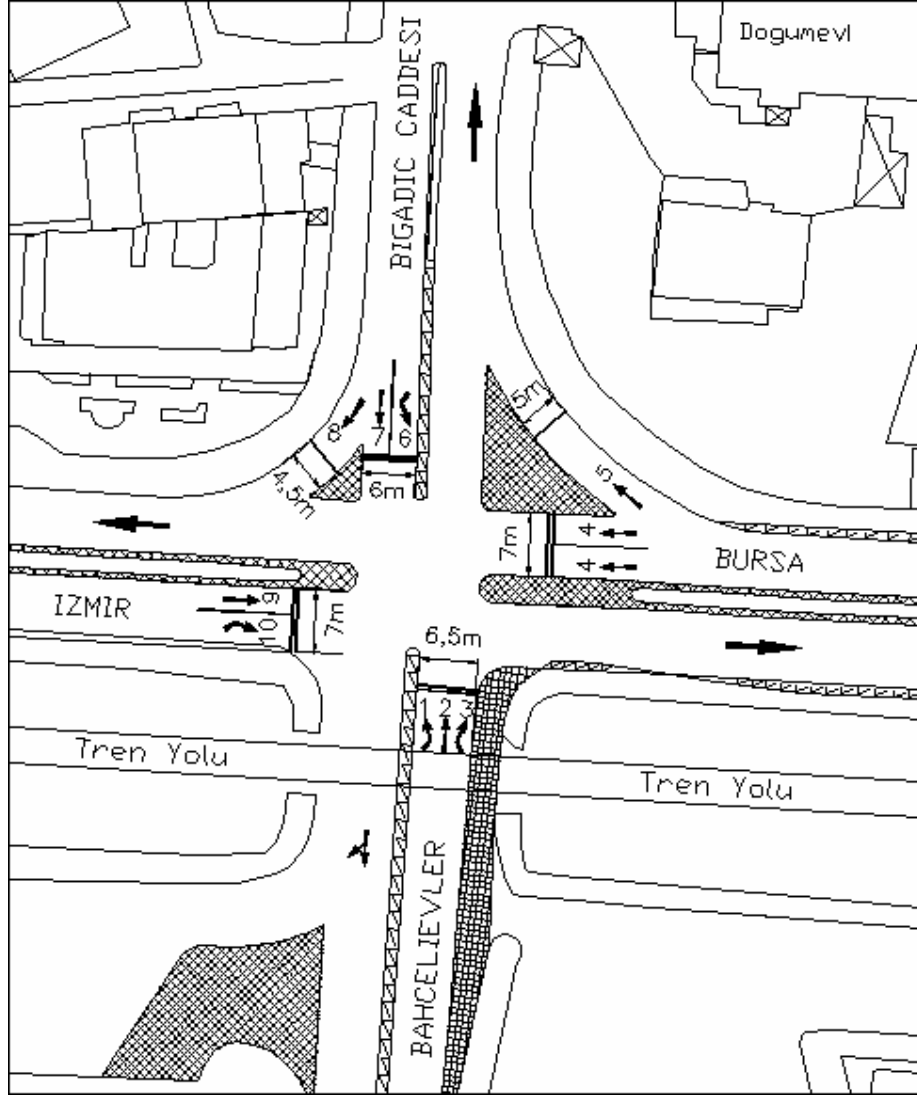 Dogumevi
BIGADIC CADDESI
5m
8
7
6
4,5m
6m
5
7m
4
4
BURSA
IZMIR
9
10
7m
6,5m
1
2
3
Tren Yolu
Tren Yolu
BAHCELIEVLER